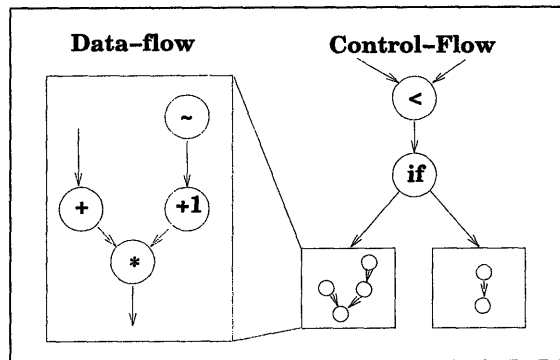 Data-flow
Control-Flow
~
<
if
+
+1
*